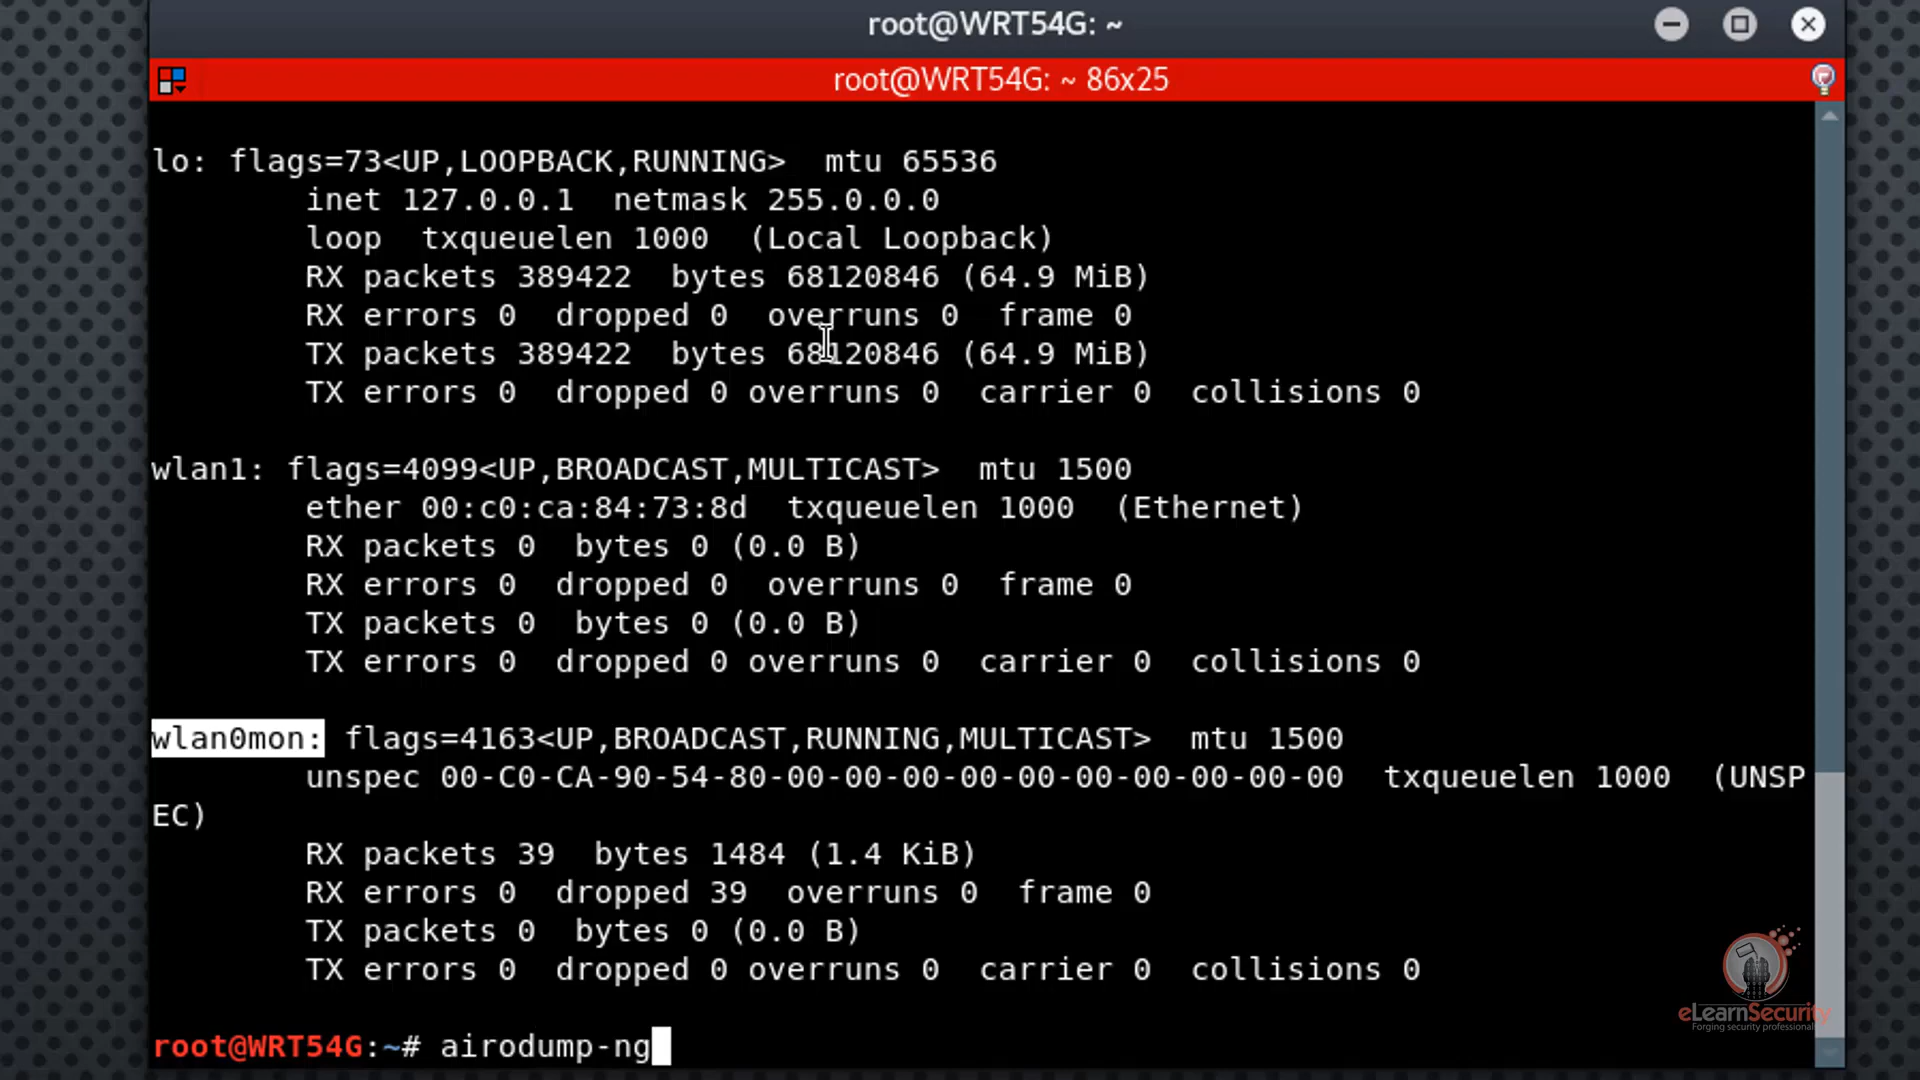 root@WRT54G: ~
root@WRT54G: ~ 86x25
lo: flags=73<UP,LOOPBACK,RUNNING>  mtu 65536
        inet 127.0.0.1  netmask 255.0.0.0
        loop  txqueuelen 1000  (Local Loopback)
        RX packets 389422  bytes 68120846 (64.9 MiB)
        RX errors 0  dropped 0  overruns 0  frame 0
        TX packets 389422  bytes 68120846 (64.9 MiB)
        TX errors 0  dropped 0 overruns 0  carrier 0  collisions 0
wlan1: flags=4099<UP,BROADCAST,MULTICAST>  mtu 1500
        ether 00:c0:ca:84:73:8d  txqueuelen 1000  (Ethernet)
        RX packets 0  bytes 0 (0.0 B)
        RX errors 0  dropped 0  overruns 0  frame 0
        TX packets 0  bytes 0 (0.0 B)
        TX errors 0  dropped 0 overruns 0  carrier 0  collisions 0
wlan0mon: flags=4163<UP,BROADCAST,RUNNING,MULTICAST>  mtu 1500
        unspec 00-C0-CA-90-54-80-00-00-00-00-00-00-00-00-00-00  txqueuelen 1000  (UNSP
EC)
        RX packets 39  bytes 1484 (1.4 KiB)
        RX errors 0  dropped 39  overruns 0  frame 0
        TX packets 0  bytes 0 (0.0 B)
        TX errors 0  dropped 0 overruns 0  carrier 0  collisions 0
root@WRT54G:~# airodump-ng
eLearnSecurity
Forging security professionals